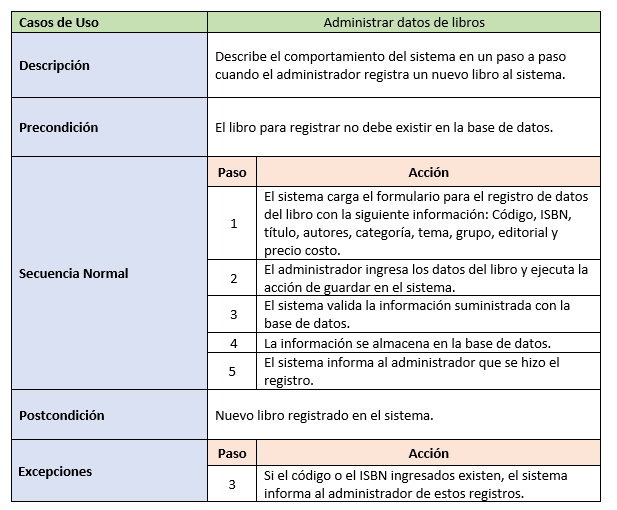 Casos de Uso
Administrar datos de libros
Descripción
Describe el comportamiento del sistema en un paso a paso
cuando el administrador registra un nuevo libro al sistema.
Precondición
El libro para registrar no debe existir en la base de datos.
Secuencia Normal
Paso
Acción
1
El sistema carga el formulario para el registro de datos
del libro con la siguiente información: Código, ISBN,
título, autores, categoría, tema, grupo, editorial y
precio costo.
2
El administrador ingresa los datos del libro y ejecuta la
acción de guardar en el sistema.
3
El sistema valida la información suministrada con la
base de datos.
4
La información se almacena en la base de datos.
5
El sistema informa al administrador que se hizo el
registro.
Postcondición
Nuevo libro registrado en el sistema.
Excepciones
Paso
Acción
3
Si el código o el ISBN ingresados existen, el sistema
informa al administrador de estos registros.